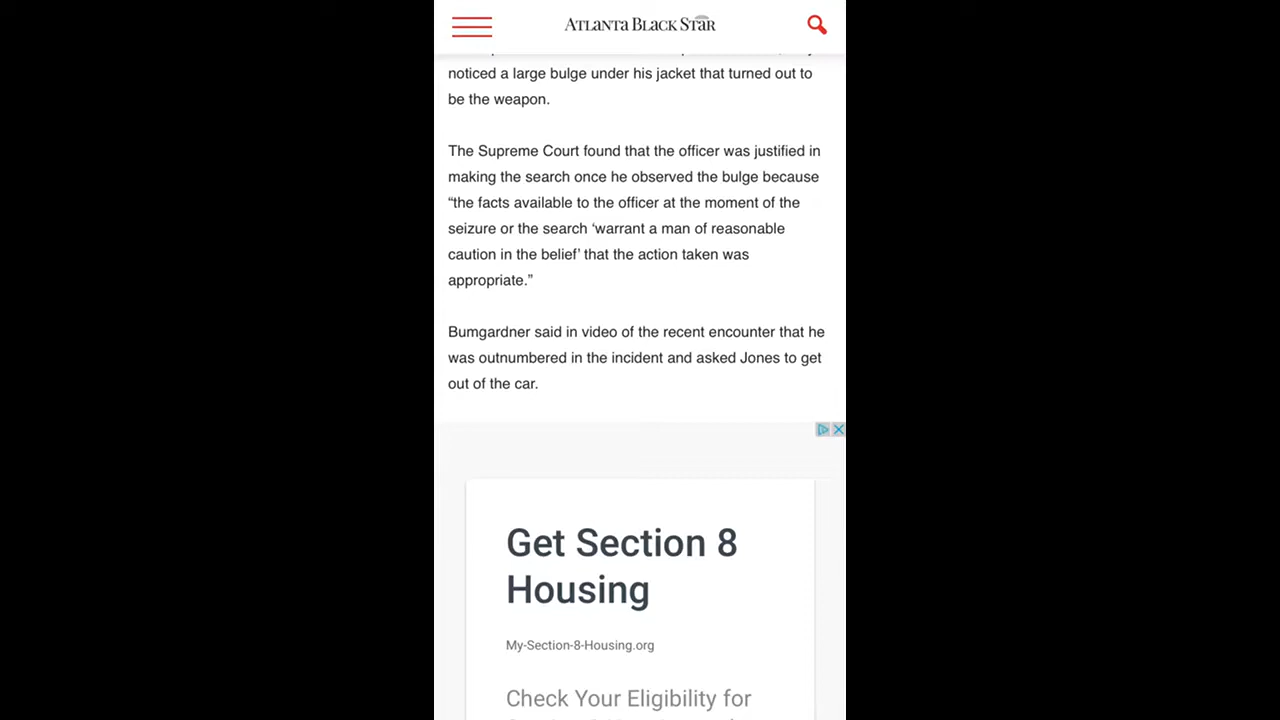 ATLANTA BLACK STAR
noticed a large bulge under his jacket that turned out to
be the weapon.
The Supreme Court found that the officer was justified in
making the search once he observed the bulge because
“the facts available to the officer at the moment of the
seizure or the search ‘warrant a man of reasonable
caution in the belief’ that the action taken was
appropriate.”
Bumgardner said in video of the recent encounter that he
was outnumbered in the incident and asked Jones to get
out of the car.
Get Section 8
Housing
My-Section-8-Housing.org
Check Your Eligibility for